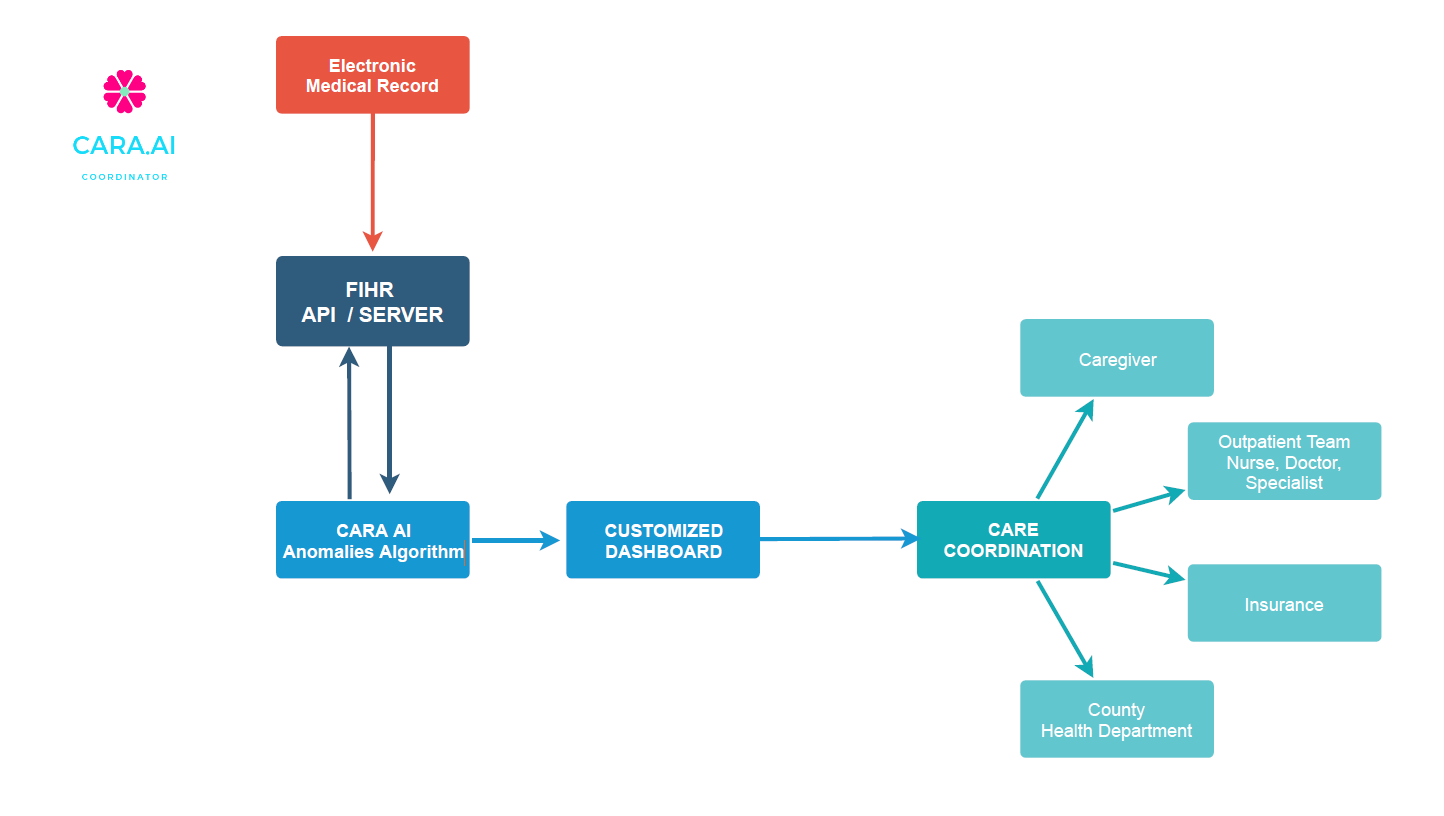 CARA.AI
COORDINATOR
Electronic
Medical Record
FIHR
API / SERVER
CARA AI
Anomalies Algorithm
CUSTOMIZED
DASHBOARD
CARE
COORDINATION
Caregiver
Outpatient Team
Nurse, Doctor,
Specialist
Insurance
County
Health Department